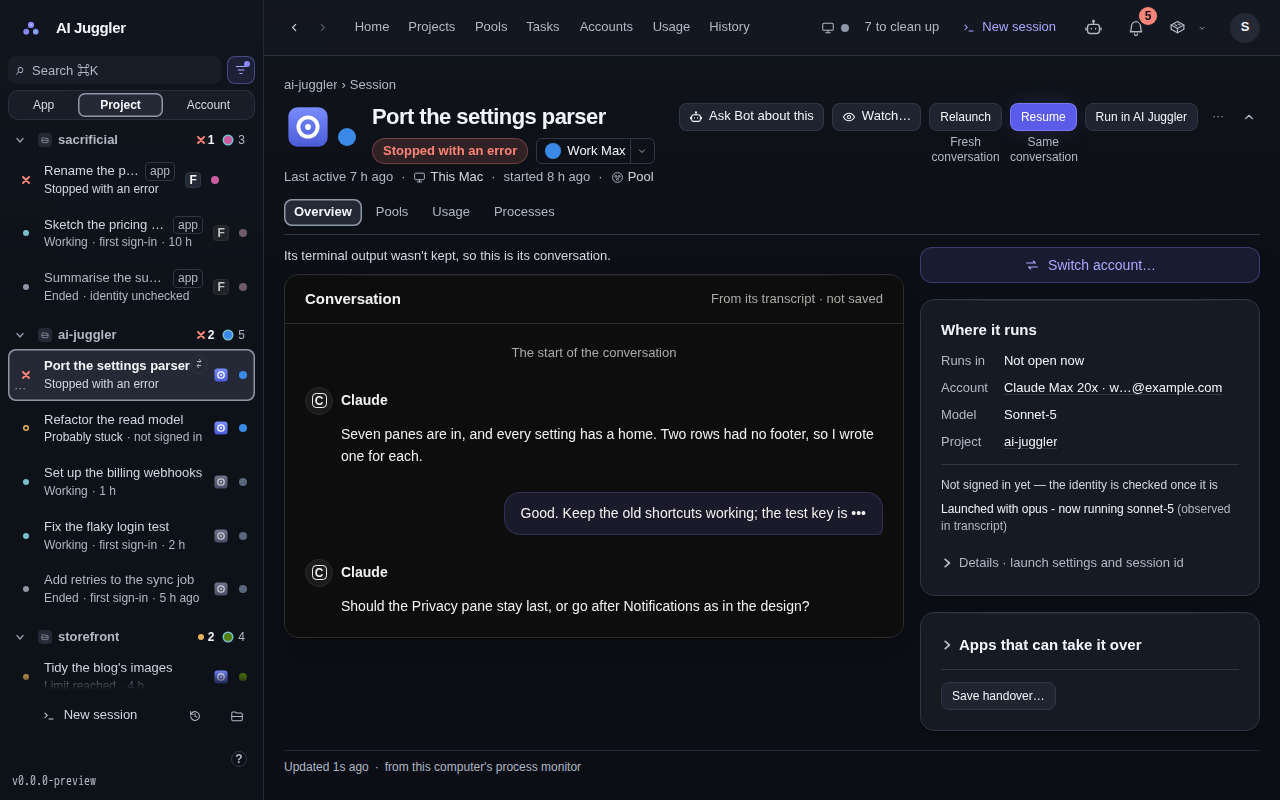 AI Juggler
Search ⌘K
App Project Account
sacrificial 1 3
Rename the p… app F
Stopped with an error
Sketch the pricing … app F
Working · first sign-in · 10 h
Summarise the su… app F
Ended · identity unchecked
ai-juggler 2 5
Port the settings parser
Stopped with an error
Refactor the read model
Probably stuck · not signed in
Set up the billing webhooks
Working · 1 h
Fix the flaky login test
Working · first sign-in · 2 h
Add retries to the sync job
Ended · first sign-in · 5 h ago
storefront 2 4
Tidy the blog's images
Limit reached · 4 h
New session
?
v0.0.0-preview
Home Projects Pools Tasks Accounts Usage History
7 to clean up New session 5 S
ai-juggler › Session
Port the settings parser
Stopped with an error Work Max
Ask Bot about this Watch… Relaunch Resume Run in AI Juggler ···
Fresh conversation
Same conversation
Last active 7 h ago · This Mac · started 8 h ago · Pool
Overview Pools Usage Processes
Its terminal output wasn't kept, so this is its conversation.
Conversation From its transcript · not saved
The start of the conversation
C Claude
Seven panes are in, and every setting has a home. Two rows had no footer, so I wrote
one for each.
Good. Keep the old shortcuts working; the test key is •••
C Claude
Should the Privacy pane stay last, or go after Notifications as in the design?
Switch account…
Where it runs
Runs in Not open now
Account Claude Max 20x · w…@example.com
Model Sonnet-5
Project ai-juggler
Not signed in yet — the identity is checked once it is
Launched with opus - now running sonnet-5 (observed
in transcript)
Details · launch settings and session id
Apps that can take it over
Save handover…
Updated 1s ago · from this computer's process monitor